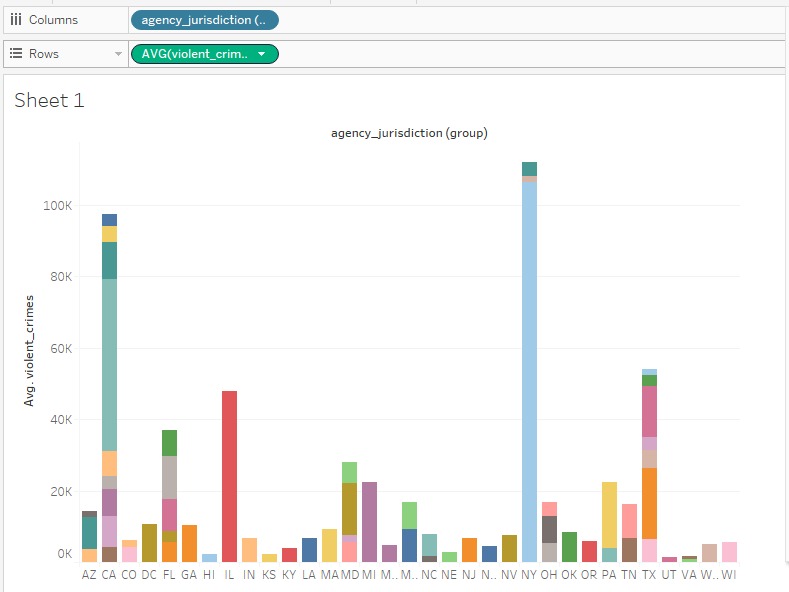 Columns agency_jurisdiction (..
Rows AVG(violent_crim..
Sheet 1
agency_jurisdiction (group)
100K
80K
60K
40K
20K
0K
Avg. violent_crimes
AZ CA CO DC FL GA HI IL IN KS KY LA MA MD MI M.. M.. NC NE NJ N.. NV NY OH OK OR PA TN TX UT VA W.. WI